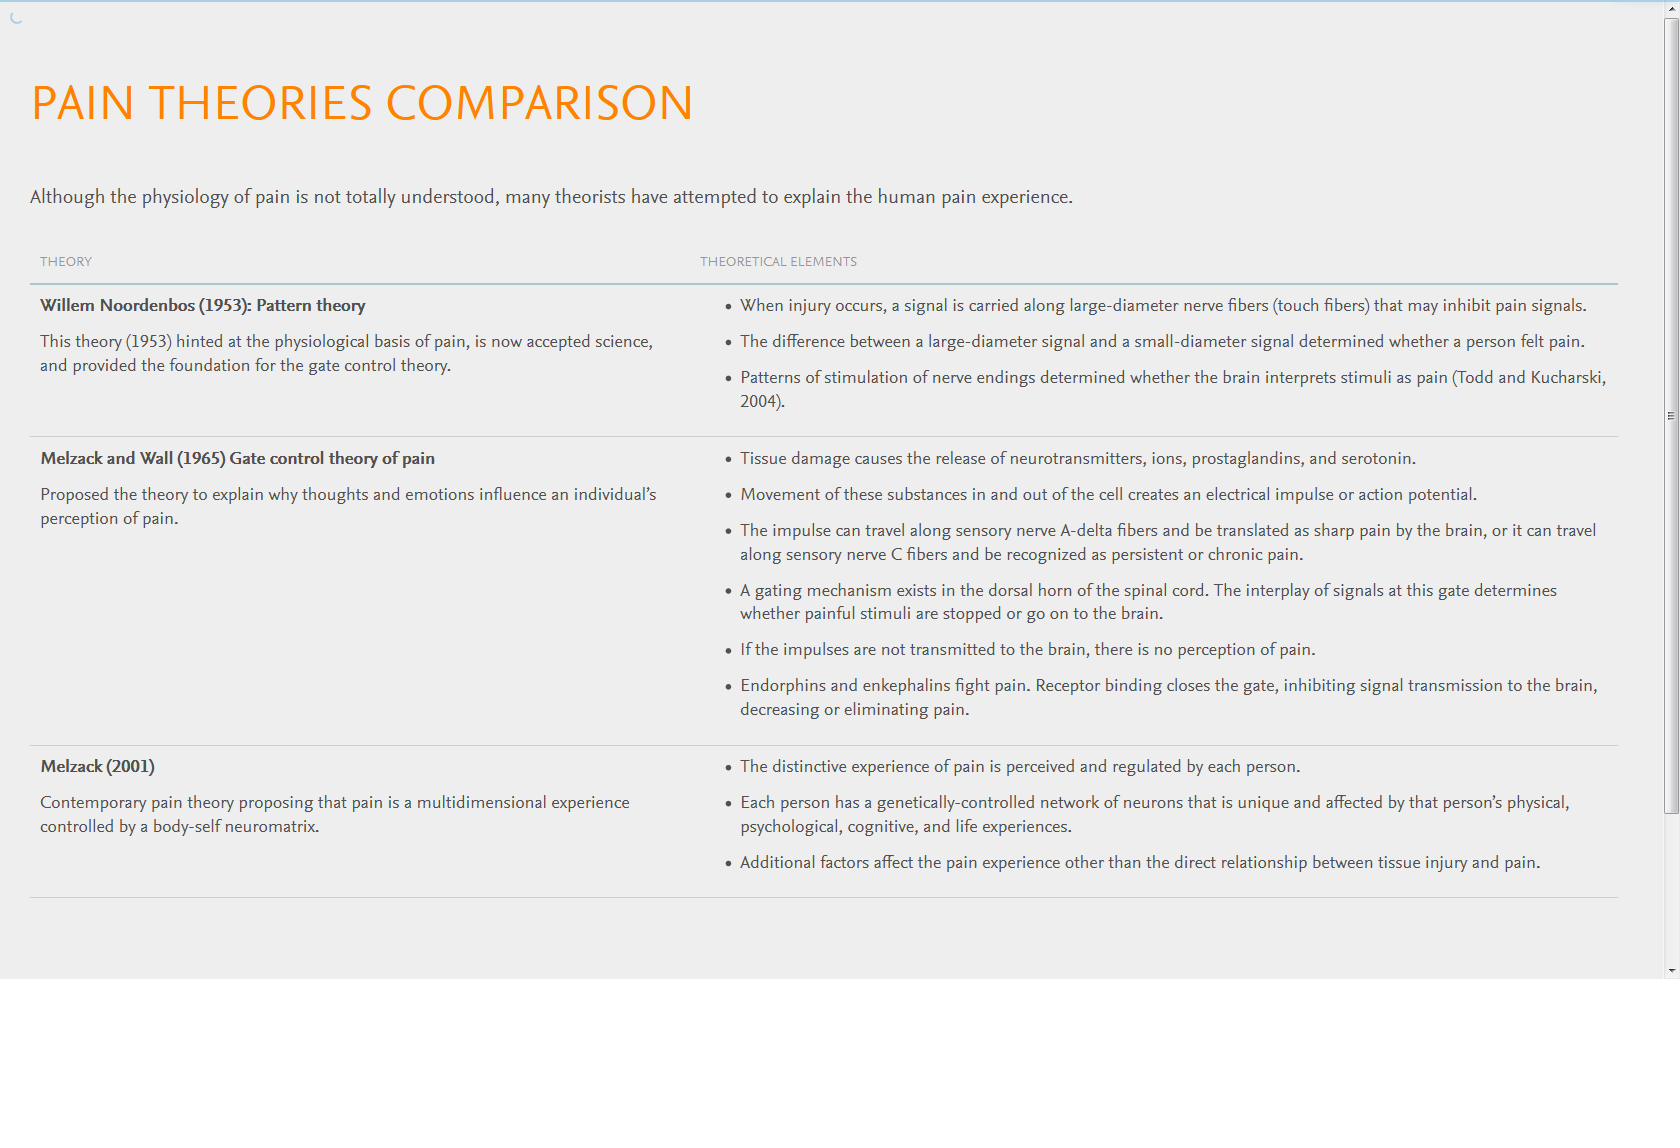 PAIN THEORIES COMPARISON
Although the physiology of pain is not totally understood, many theorists have attempted to explain the human pain experience.
THEORY
THEORETICAL ELEMENTS
Willem Noordenbos (1953): Pattern theory
This theory (1953) hinted at the physiological basis of pain, is now accepted science,
and provided the foundation for the gate control theory.
• When injury occurs, a signal is carried along large-diameter nerve fibers (touch fibers) that may inhibit pain signals.
• The difference between a large-diameter signal and a small-diameter signal determined whether a person felt pain.
• Patterns of stimulation of nerve endings determined whether the brain interprets stimuli as pain (Todd and Kucharski,
2004).
Melzack and Wall (1965) Gate control theory of pain
Proposed the theory to explain why thoughts and emotions influence an individual’s
perception of pain.
• Tissue damage causes the release of neurotransmitters, ions, prostaglandins, and serotonin.
• Movement of these substances in and out of the cell creates an electrical impulse or action potential.
• The impulse can travel along sensory nerve A-delta fibers and be translated as sharp pain by the brain, or it can travel
along sensory nerve C fibers and be recognized as persistent or chronic pain.
• A gating mechanism exists in the dorsal horn of the spinal cord. The interplay of signals at this gate determines
whether painful stimuli are stopped or go on to the brain.
• If the impulses are not transmitted to the brain, there is no perception of pain.
• Endorphins and enkephalins fight pain. Receptor binding closes the gate, inhibiting signal transmission to the brain,
decreasing or eliminating pain.
Melzack (2001)
Contemporary pain theory proposing that pain is a multidimensional experience
controlled by a body-self neuromatrix.
• The distinctive experience of pain is perceived and regulated by each person.
• Each person has a genetically-controlled network of neurons that is unique and affected by that person’s physical,
psychological, cognitive, and life experiences.
• Additional factors affect the pain experience other than the direct relationship between tissue injury and pain.